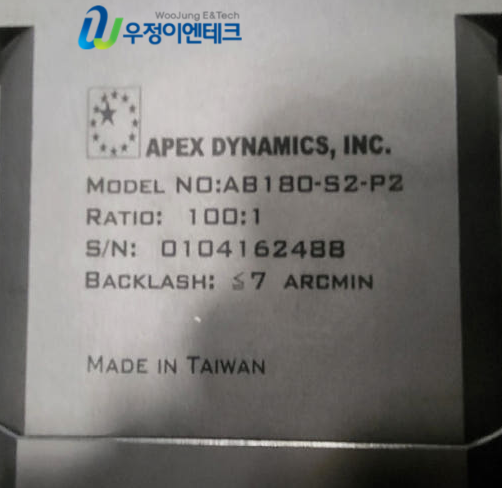 WooJung E&Tech
우정이엔테크
APEX DYNAMICS, INC.
MODEL NO:AB180-S2-P2
RATIO: 100:1
S/N: 0104162488
BACKLASH: ≦7 ARCMIN
MADE IN TAIWAN